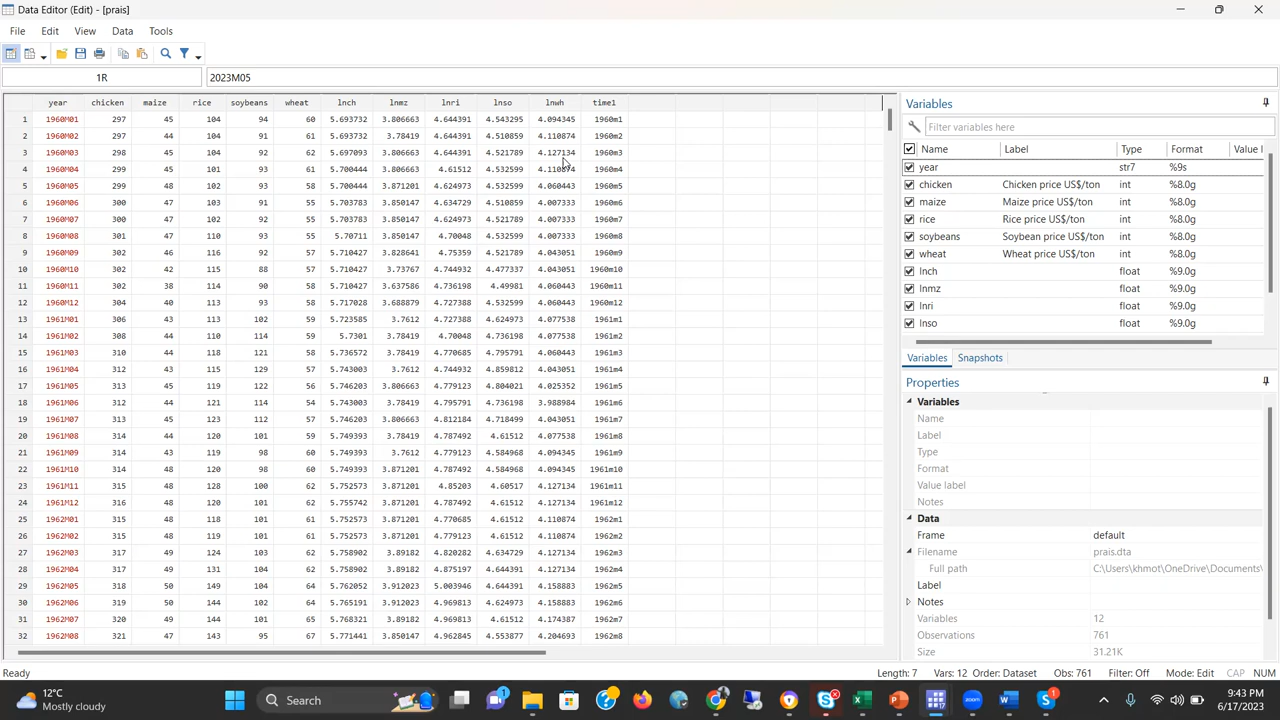 Data Editor (Edit) - [prais]
File Edit View Data Tools
1R 2023M05
year chicken maize rice soybeans wheat lnch lnmz lnri lnso lnwh time1
1 1960M01 297 45 104 94 60 5.693732 3.806663 4.644391 4.543295 4.094345 1960m1
2 1960M02 297 44 104 91 61 5.693732 3.78419 4.644391 4.510859 4.110874 1960m2
3 1960M03 298 45 104 92 62 5.697093 3.806663 4.644391 4.521789 4.127134 1960m3
4 1960M04 299 45 101 93 61 5.700444 3.806663 4.61512 4.532599 4.110874 1960m4
5 1960M05 299 48 102 93 58 5.700444 3.871201 4.624973 4.532599 4.060443 1960m5
6 1960M06 300 47 103 91 55 5.703783 3.850147 4.634729 4.510859 4.007333 1960m6
7 1960M07 300 47 102 92 55 5.703783 3.850147 4.624973 4.521789 4.007333 1960m7
8 1960M08 301 47 110 93 55 5.70711 3.850147 4.70048 4.532599 4.007333 1960m8
9 1960M09 302 46 116 92 57 5.710427 3.828641 4.75359 4.521789 4.043051 1960m9
10 1960M10 302 42 115 88 57 5.710427 3.73767 4.744932 4.477337 4.043051 1960m10
11 1960M11 302 38 114 90 58 5.710427 3.637586 4.736198 4.49981 4.060443 1960m11
12 1960M12 304 40 113 93 58 5.717028 3.688879 4.727388 4.532599 4.060443 1960m12
13 1961M01 306 43 113 102 59 5.723585 3.7612 4.727388 4.624973 4.077538 1961m1
14 1961M02 308 44 110 114 59 5.7301 3.78419 4.70048 4.736198 4.077538 1961m2
15 1961M03 310 44 118 121 58 5.736572 3.78419 4.770685 4.795791 4.060443 1961m3
16 1961M04 312 43 115 129 57 5.743003 3.7612 4.744932 4.859812 4.043051 1961m4
17 1961M05 313 45 119 122 56 5.746203 3.806663 4.779123 4.804021 4.025352 1961m5
18 1961M06 312 44 121 114 54 5.743003 3.78419 4.795791 4.736198 3.988984 1961m6
19 1961M07 313 45 123 112 57 5.746203 3.806663 4.812184 4.718499 4.043051 1961m7
20 1961M08 314 44 120 101 59 5.749393 3.78419 4.787492 4.61512 4.077538 1961m8
21 1961M09 314 43 119 98 60 5.749393 3.7612 4.779123 4.584968 4.094345 1961m9
22 1961M10 314 48 120 98 60 5.749393 3.871201 4.787492 4.584968 4.094345 1961m10
23 1961M11 315 48 128 100 62 5.752573 3.871201 4.85203 4.60517 4.127134 1961m11
24 1961M12 316 48 120 101 62 5.755742 3.871201 4.787492 4.61512 4.127134 1961m12
25 1962M01 315 48 118 101 61 5.752573 3.871201 4.770685 4.61512 4.110874 1962m1
26 1962M02 315 48 119 101 61 5.752573 3.871201 4.779123 4.61512 4.110874 1962m2
27 1962M03 317 49 124 103 62 5.758902 3.89182 4.820282 4.634729 4.127134 1962m3
28 1962M04 317 49 131 104 62 5.758902 3.89182 4.875197 4.644391 4.127134 1962m4
29 1962M05 318 50 149 104 64 5.762052 3.912023 5.003946 4.644391 4.158883 1962m5
30 1962M06 319 50 144 102 64 5.765191 3.912023 4.969813 4.624973 4.158883 1962m6
31 1962M07 320 49 144 101 65 5.768321 3.89182 4.969813 4.61512 4.174387 1962m7
32 1962M08 321 47 143 95 67 5.771441 3.850147 4.962845 4.553877 4.204693 1962m8
Variables
Filter variables here
Name Label Type Format Value l
year str7 %9s
chicken Chicken price US$/ton int %8.0g
maize Maize price US$/ton int %8.0g
rice Rice price US$/ton int %8.0g
soybeans Soybean price US$/ton int %8.0g
wheat Wheat price US$/ton int %8.0g
lnch float %9.0g
lnmz float %9.0g
lnri float %9.0g
lnso float %9.0g
Variables Snapshots
Properties
Variables
Name
Label
Type
Format
Value label
Notes
Data
Frame default
Filename prais.dta
Full path C:\Users\khmot\OneDrive\Documents\
Label
Notes
Variables 12
Observations 761
Size 31.21K
Ready Length: 7 Vars: 12 Order: Dataset Obs: 761 Filter: Off Mode: Edit CAP NUM
12°C
Mostly cloudy
Search
9:43 PM
6/17/2023